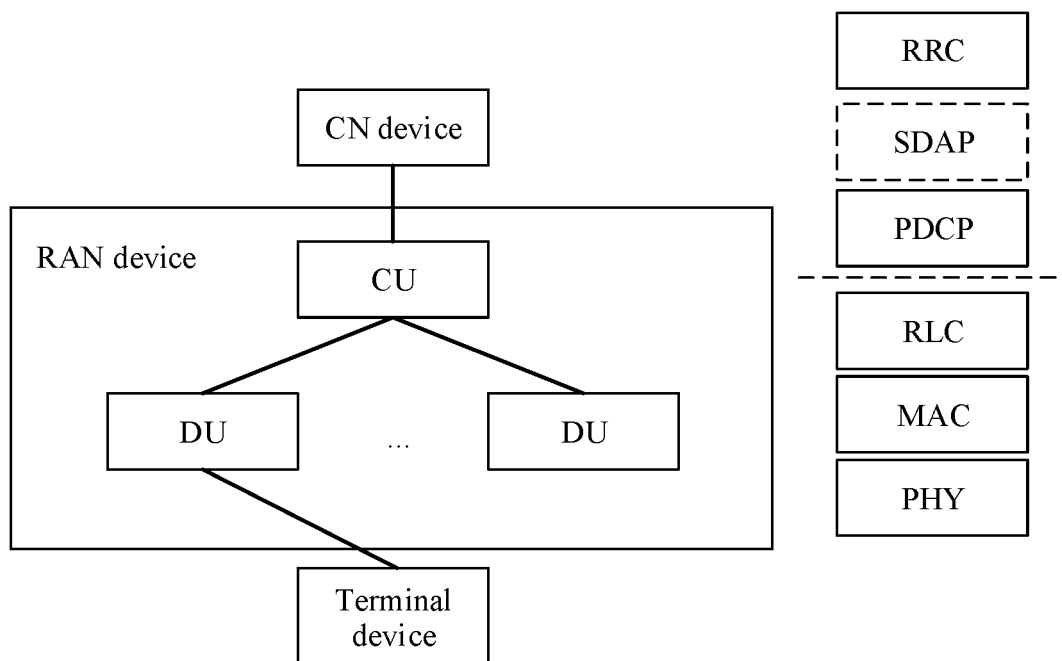 CN device
RAN device
CU
DU
...
DU
Terminal
device
RRC
SDAP
PDCP
RLC
MAC
PHY